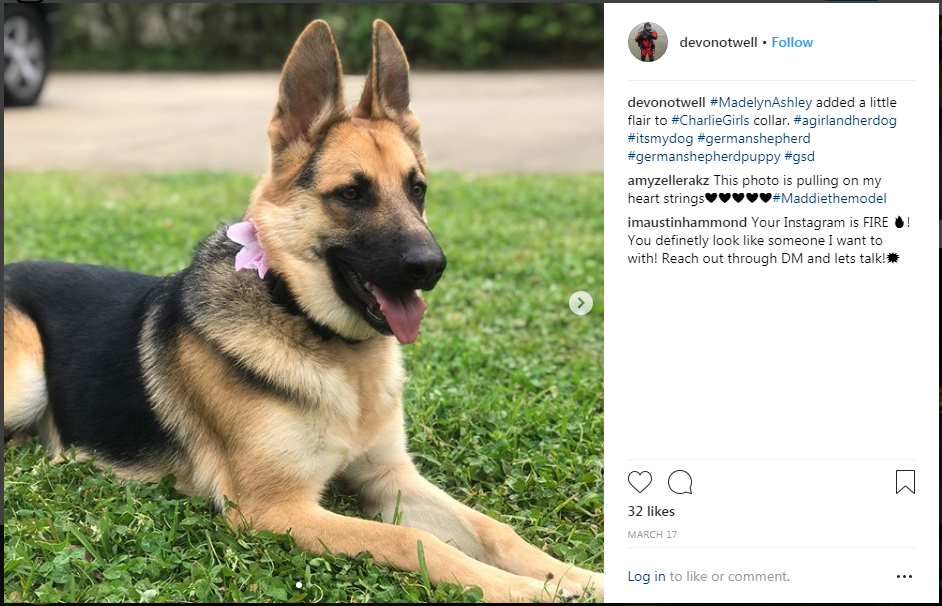 devonotwell • Follow
devonotwell #MadelynAshley added a little
flair to #CharlieGirls collar. #agirlandherdog
#itsmydog #germanshepherd
#germanshepherdpuppy #gsd
amyzellerakz This photo is pulling on my
heart strings♥♥♥♥♥#Maddiethemodel
imaustinhammond Your Instagram is FIRE 🔥!
You definetly look like someone I want to
with! Reach out through DM and lets talk!💥
32 likes
MARCH 17
Log in to like or comment.